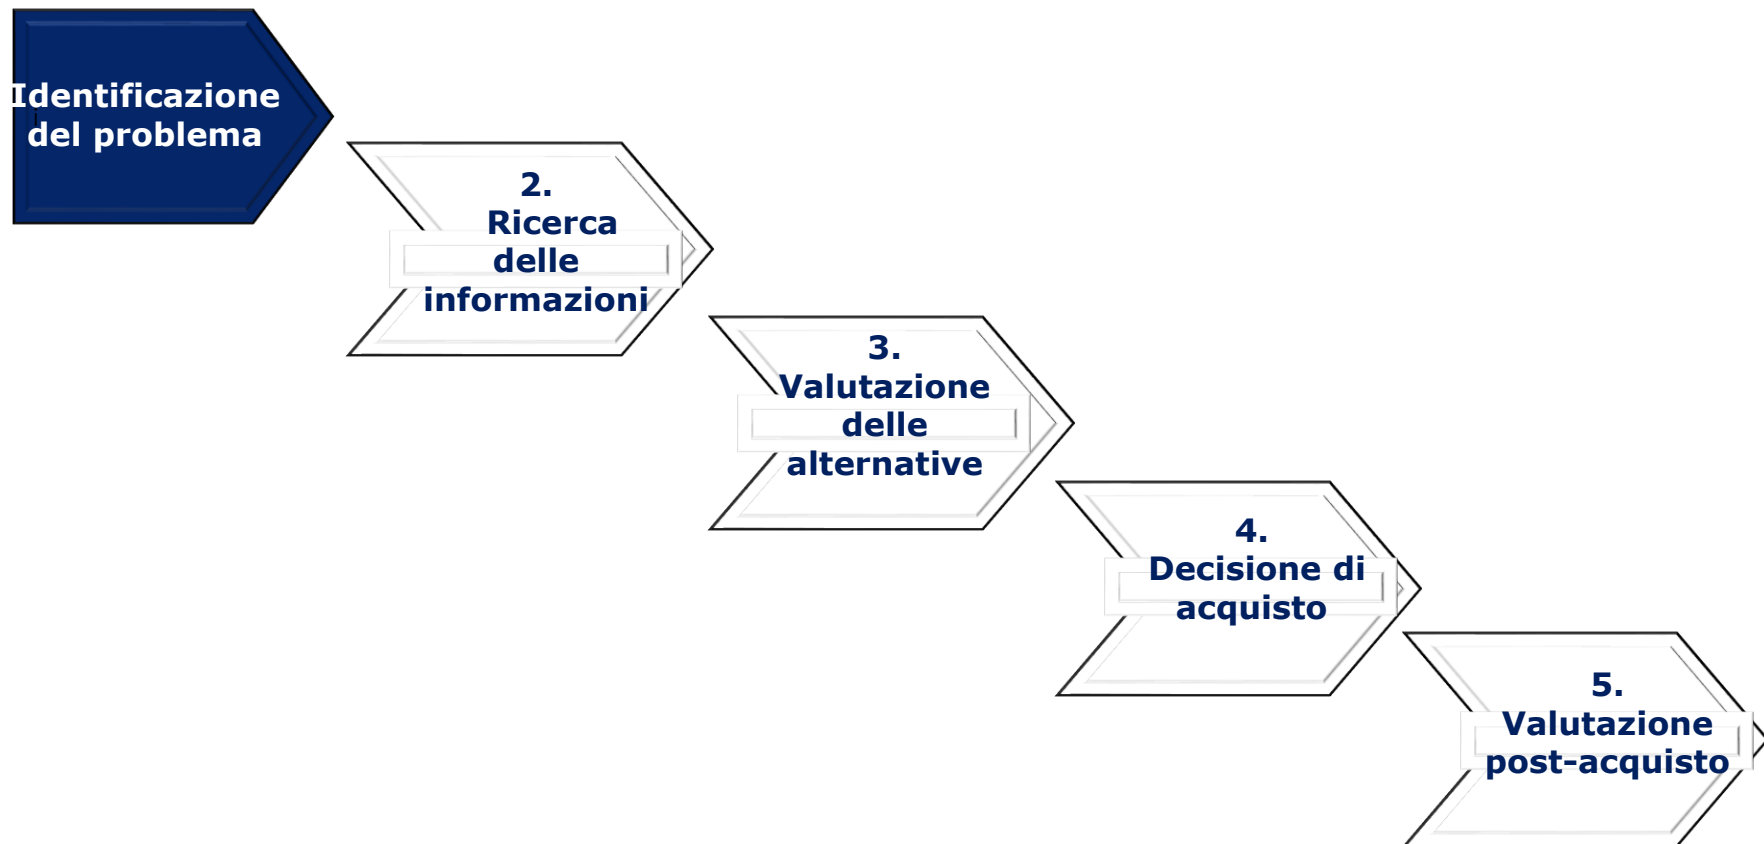 Identificazione
del problema
2.
Ricerca
delle
informazioni
3.
Valutazione
delle
alternative
4.
Decisione di
acquisto
5.
Valutazione
post-acquisto